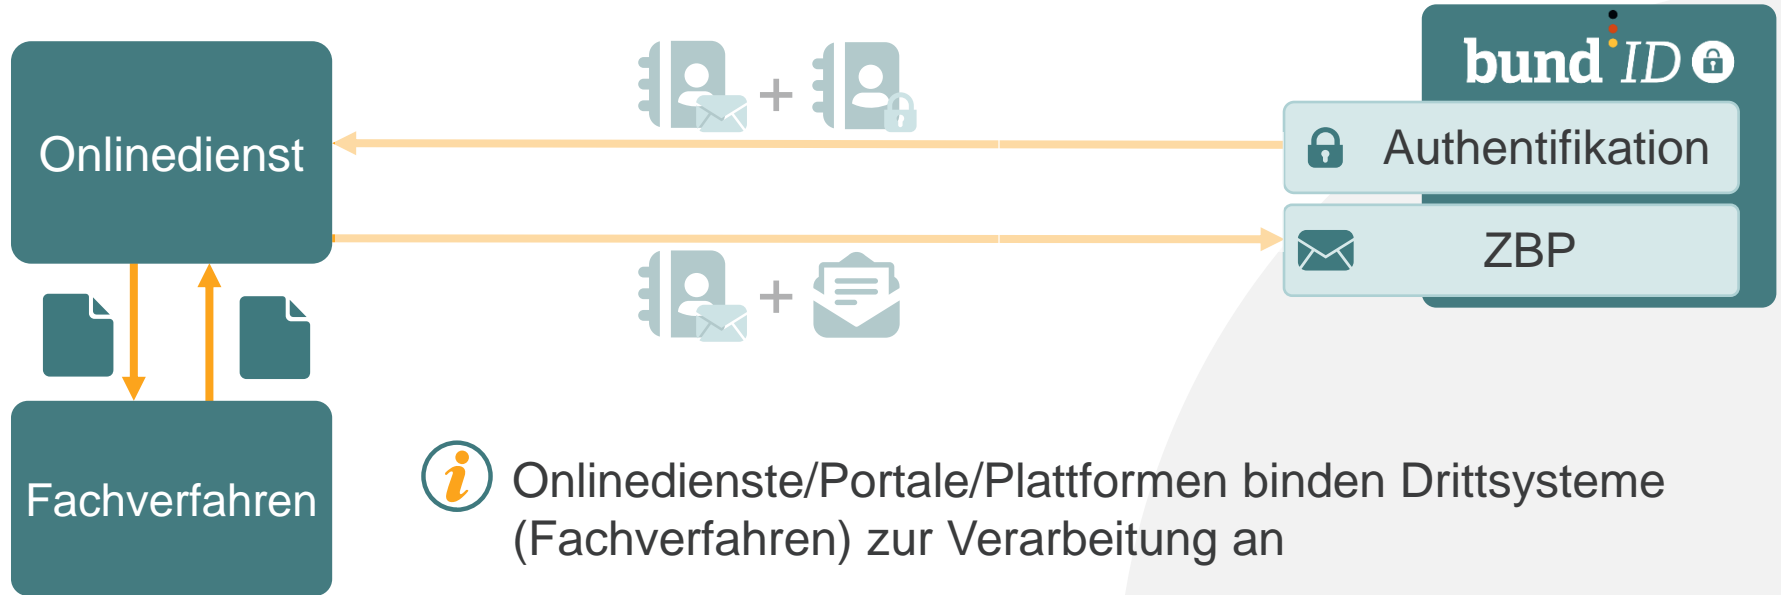 bund ID
Onlinedienst
Authentifikation
ZBP
Fachverfahren
i Onlinedienste/Portale/Plattformen binden Drittsysteme
(Fachverfahren) zur Verarbeitung an